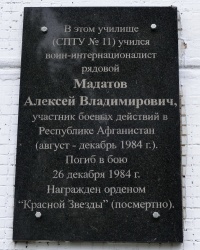 В этом училище
(СПТУ № 11) учился
воин-интернационалист
рядовой
Мадатов
Алексей Владимирович,
участник боевых действий в
Республике Афганистан
(август - декабрь 1984 г.).
Погиб в бою
26 декабря 1984 г.
Награжден орденом
“Красной Звезды” (посмертно).